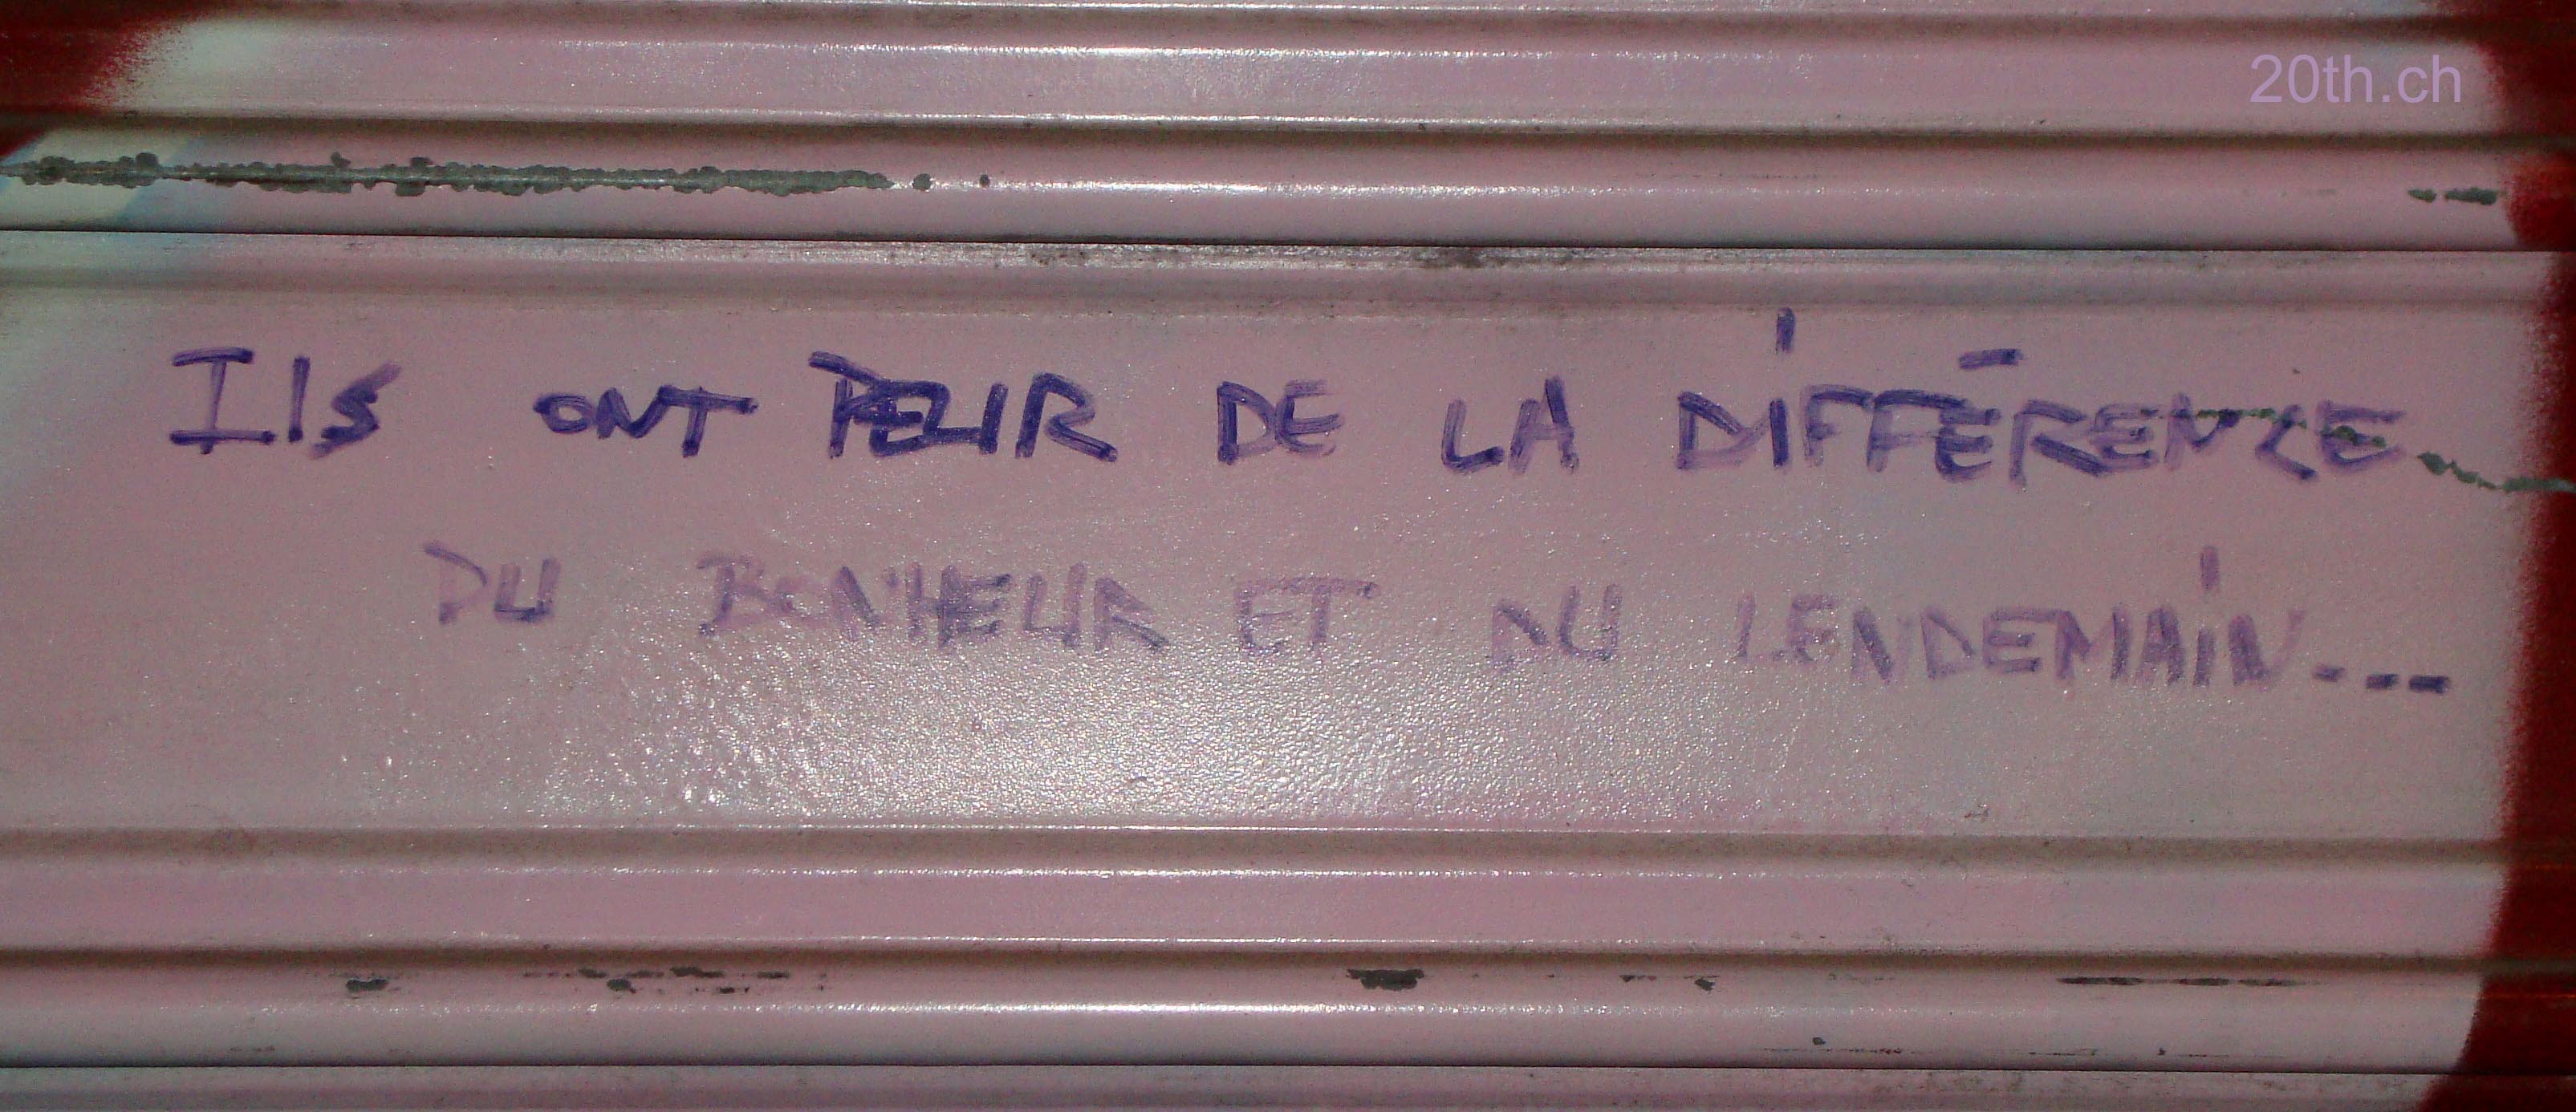 20th.ch
Ils ONT PEUR DE LA DiFFÉRENCE
DU BONHEUR ET DU LENDEMAiN...